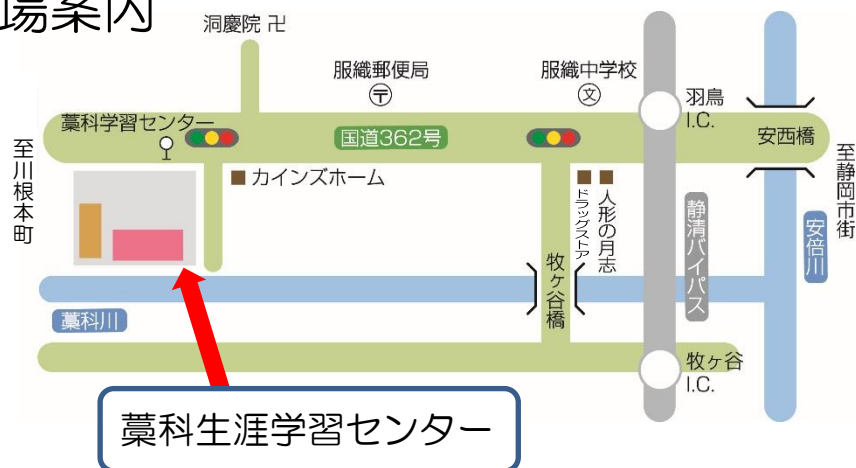 場案内
洞慶院 卍
服織郵便局
〒
服織中学校
文
羽鳥
I.C.
藁科学習センター
国道362号
安西橋
至川根本町
至静岡市街
カインズホーム
ドラッグストア
人形の月志
静清バイパス
安倍川
牧ヶ谷橋
藁科川
牧ヶ谷
I.C.
藁科生涯学習センター